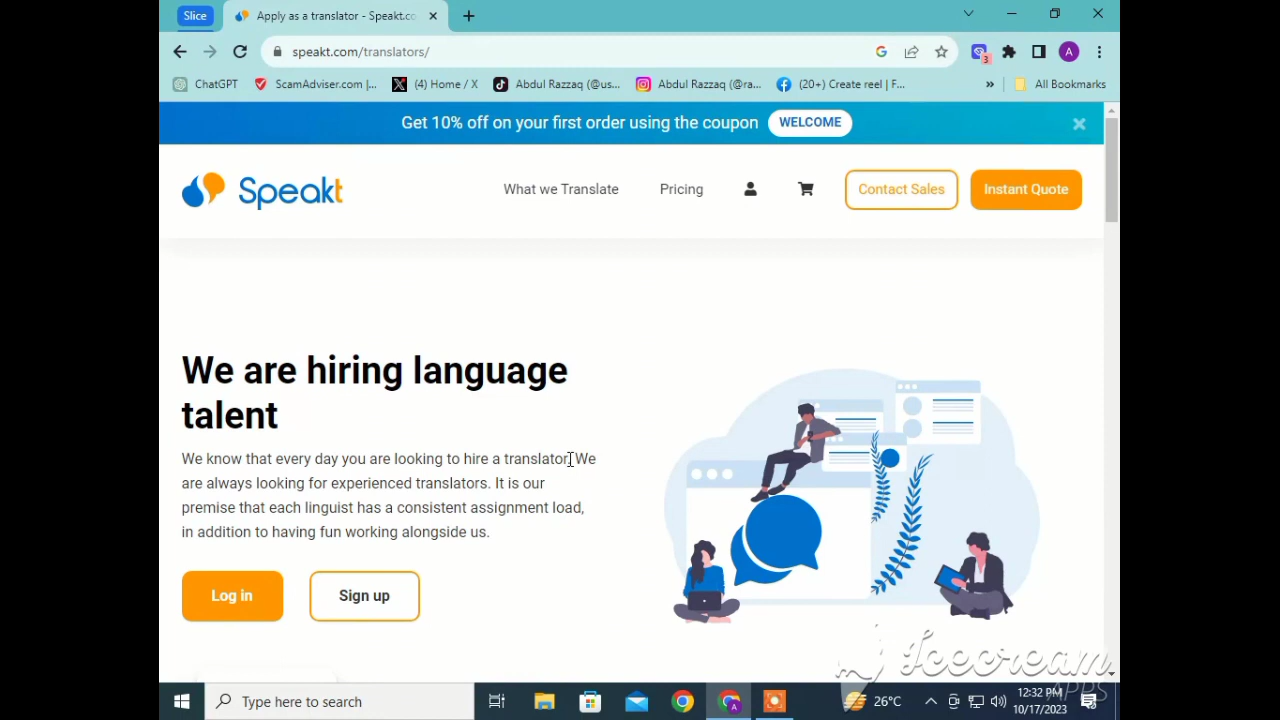 Slice
Apply as a translator - Speakt.co
speakt.com/translators/
3
A
ChatGPT
ScamAdviser.com |...
(4) Home / X
Abdul Razzaq (@us...
Abdul Razzaq (@ra...
(20+) Create reel | F...
»
All Bookmarks
Get 10% off on your first order using the coupon WELCOME
Speakt
What we Translate
Pricing
Contact Sales
Instant Quote
We are hiring language
talent
We know that every day you are looking to hire a translator. We
are always looking for experienced translators. It is our
premise that each linguist has a consistent assignment load,
in addition to having fun working alongside us.
Log in
Sign up
Icecream
APPS
Type here to search
26°C
12:32 PM
10/17/2023